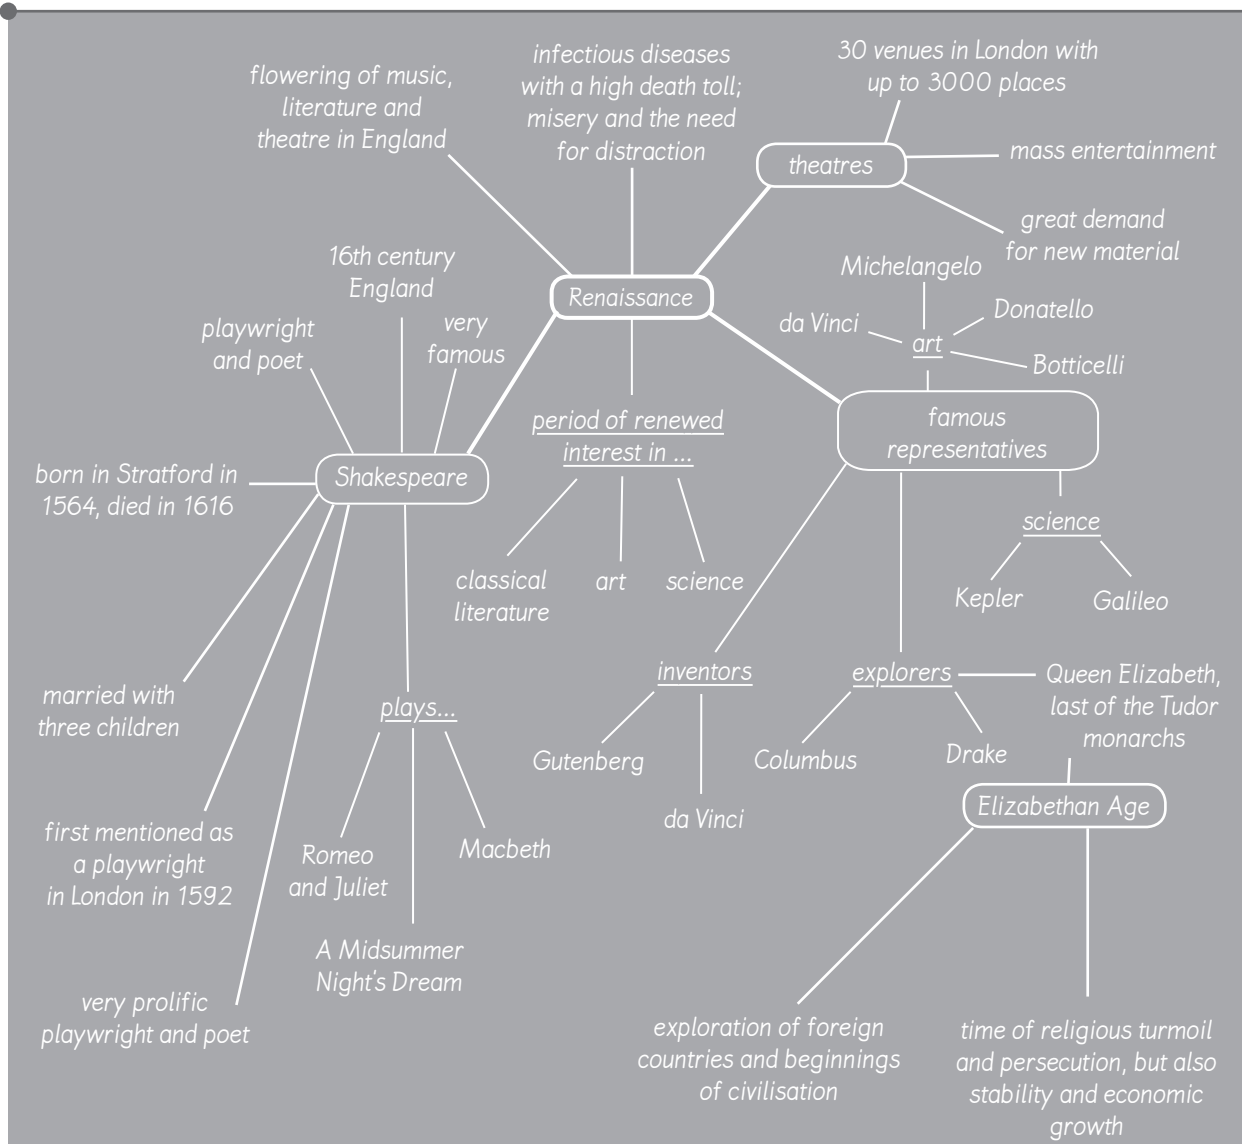 flowering of music,
literature and
theatre in England
infectious diseases
with a high death toll;
misery and the need
for distraction
30 venues in London with
up to 3000 places
theatres
mass entertainment
great demand
for new material
Renaissance
Michelangelo
Donatello
da Vinci
art
Botticelli
famous
representatives
16th century
England
playwright
and poet
very
famous
period of renewed
interest in ...
Shakespeare
born in Stratford in
1564, died in 1616
classical
literature
art
science
science
Kepler
Galileo
inventors
explorers
Queen Elizabeth,
last of the Tudor
monarchs
Gutenberg
da Vinci
Columbus
Drake
Elizabethan Age
married with
three children
plays...
first mentioned as
a playwright
in London in 1592
Romeo
and Juliet
Macbeth
A Midsummer
Night's Dream
very prolific
playwright and poet
exploration of foreign
countries and beginnings
of civilisation
time of religious turmoil
and persecution, but also
stability and economic
growth